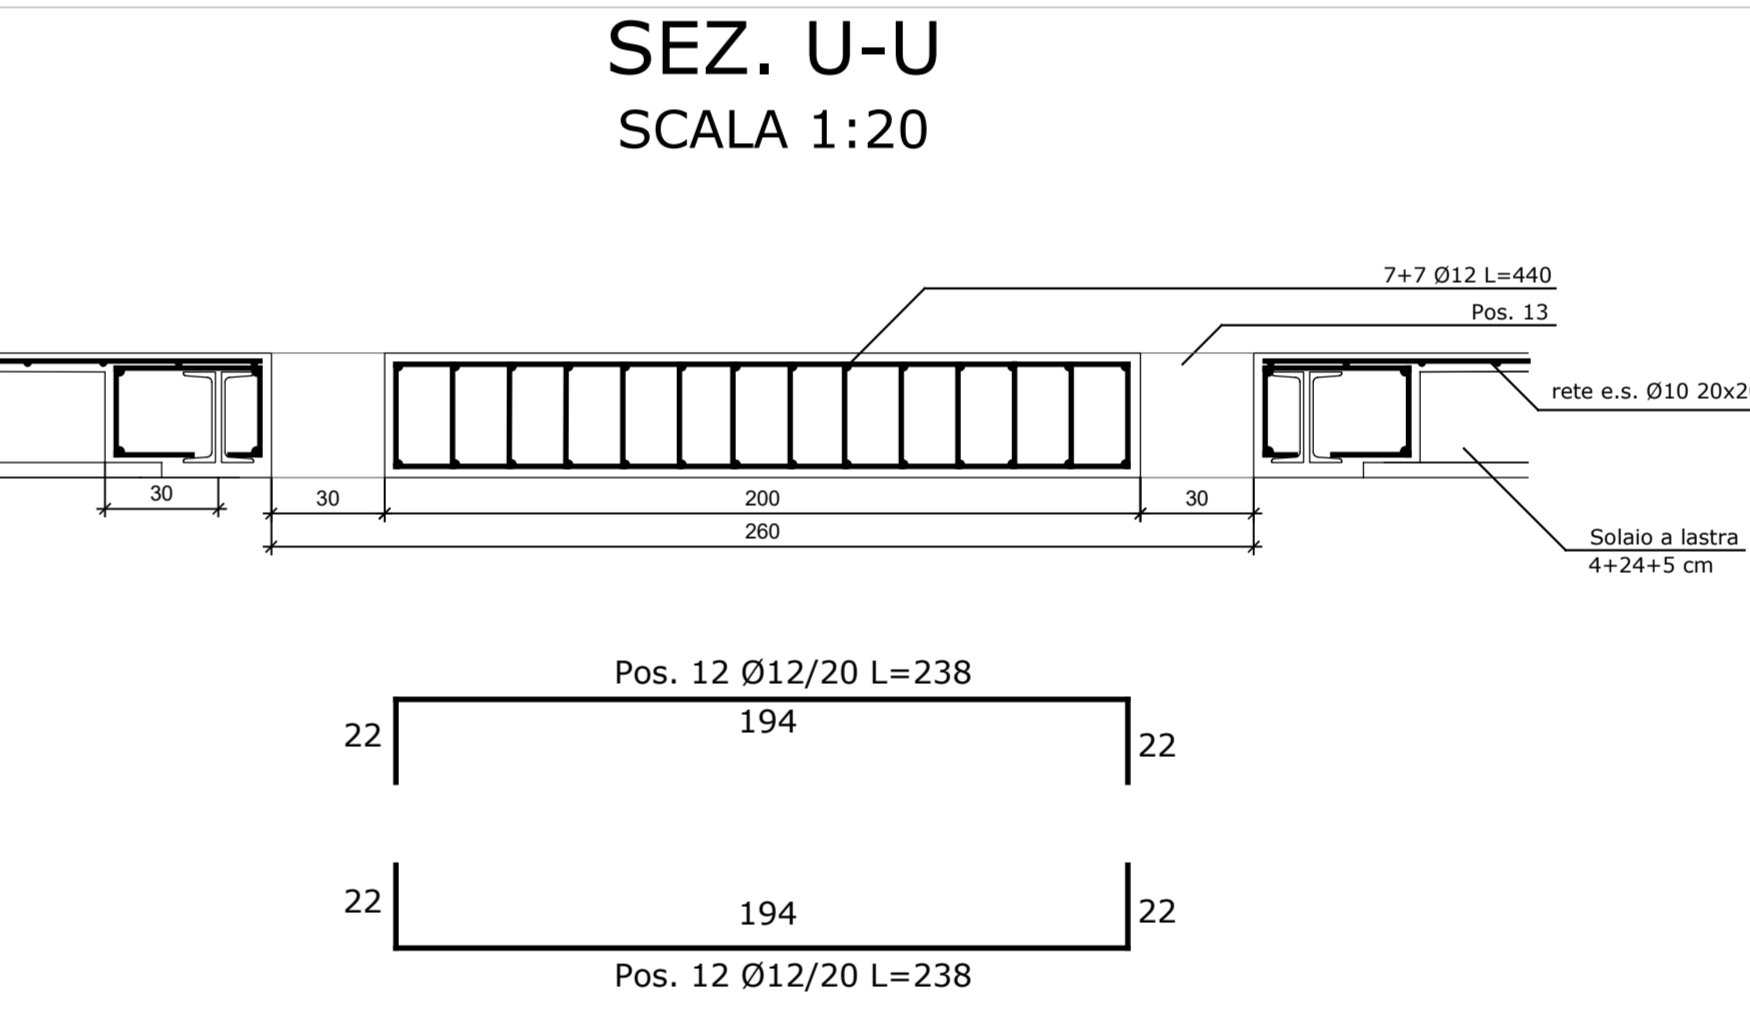 SEZ. U-U
SCALA 1:20
7+7 Ø12 L=440
Pos. 13
rete e.s. Ø10
30
30
200
30
260
Solaio a lastra
4+24+5 cm
Pos. 12 Ø12/20 L=238
22
194
22
22
194
22
Pos. 12 Ø12/20 L=238